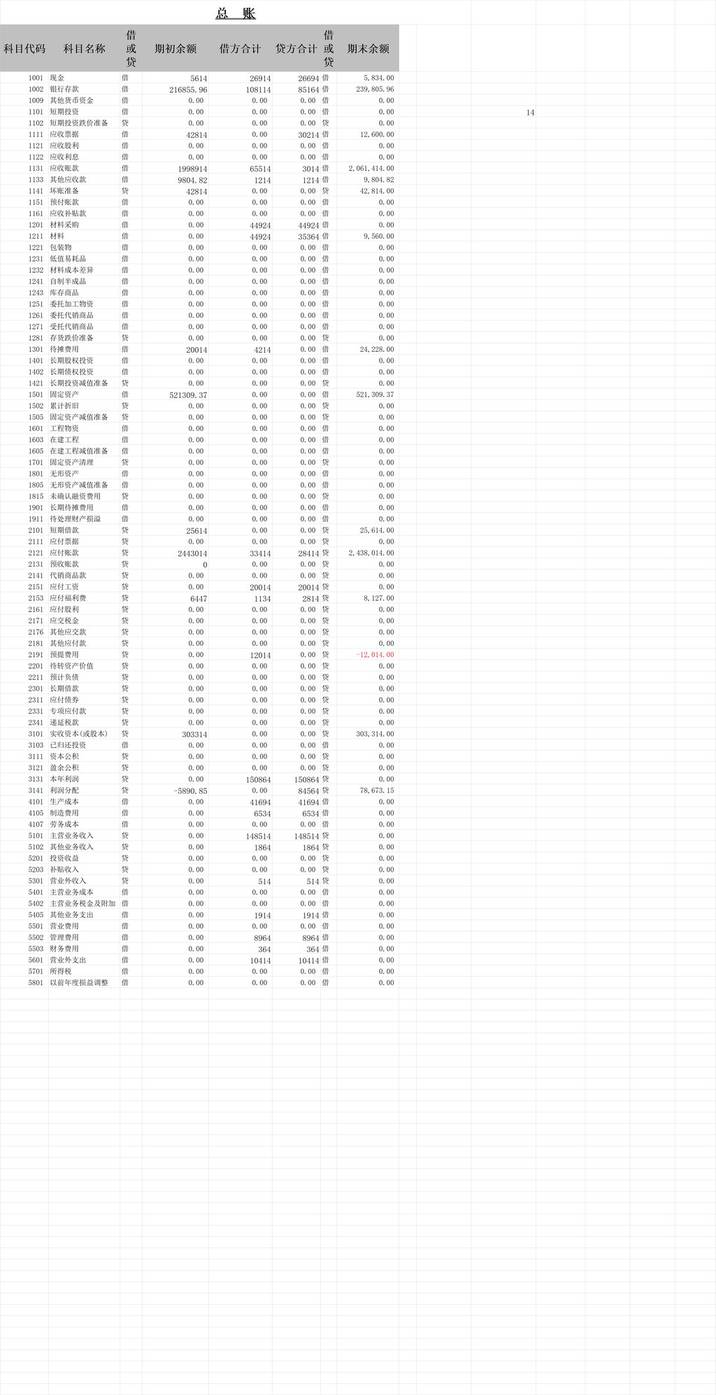 总 账
科目代码 科目名称 借或贷 期初余额 借方合计 贷方合计 借或贷 期末余额
1001 现金 借 5614 26914 26694 借 5,834.00
1002 银行存款 借 216855.96 108114 85164 借 239,805.96
1009 其他货币资金 借 0.00 0.00 0.00 借 0.00
1101 短期投资 借 0.00 0.00 0.00 借 0.00 14
1102 短期投资跌价准备 贷 0.00 0.00 0.00 贷 0.00
1111 应收票据 借 42814 0.00 30214 借 12,600.00
1121 应收股利 借 0.00 0.00 0.00 借 0.00
1122 应收利息 借 0.00 0.00 0.00 借 0.00
1131 应收账款 借 1998914 65514 3014 借 2,061,414.00
1133 其他应收款 借 9804.82 1214 1214 借 9,804.82
1141 坏账准备 贷 42814 0.00 0.00 贷 42,814.00
1151 预付帐款 借 0.00 0.00 0.00 借 0.00
1161 应收补贴款 借 0.00 0.00 0.00 借 0.00
1201 材料采购 借 0.00 44924 44924 借 0.00
1211 材料 借 0.00 44924 35364 借 9,560.00
1221 包装物 借 0.00 0.00 0.00 借 0.00
1231 低值易耗品 借 0.00 0.00 0.00 借 0.00
1232 材料成本差异 借 0.00 0.00 0.00 借 0.00
1241 自制半成品 借 0.00 0.00 0.00 借 0.00
1243 库存商品 借 0.00 0.00 0.00 借 0.00
1251 委托加工物资 借 0.00 0.00 0.00 借 0.00
1261 委托代销商品 借 0.00 0.00 0.00 借 0.00
1271 受托代销商品 借 0.00 0.00 0.00 借 0.00
1281 存货跌价准备 贷 0.00 0.00 0.00 贷 0.00
1301 待摊费用 借 20014 4214 0.00 借 24,228.00
1401 长期股权投资 借 0.00 0.00 0.00 借 0.00
1402 长期债权投资 借 0.00 0.00 0.00 借 0.00
1421 长期投资减值准备 贷 0.00 0.00 0.00 贷 0.00
1501 固定资产 借 521309.37 0.00 0.00 借 521,309.37
1502 累计折旧 贷 0.00 0.00 0.00 贷 0.00
1505 固定资产减值准备 贷 0.00 0.00 0.00 贷 0.00
1601 工程物资 借 0.00 0.00 0.00 借 0.00
1603 在建工程 借 0.00 0.00 0.00 借 0.00
1605 在建工程减值准备 借 0.00 0.00 0.00 借 0.00
1701 固定资产清理 贷 0.00 0.00 0.00 贷 0.00
1801 无形资产 借 0.00 0.00 0.00 借 0.00
1805 无形资产减值准备 借 0.00 0.00 0.00 借 0.00
1815 未确认融资费用 贷 0.00 0.00 0.00 贷 0.00
1901 长期待摊费用 借 0.00 0.00 0.00 借 0.00
1911 待处理财产损溢 借 0.00 0.00 0.00 借 0.00
2101 短期借款 贷 25614 0.00 0.00 贷 25,614.00
2111 应付票据 贷 0.00 0.00 0.00 贷 0.00
2121 应付账款 贷 2443014 33414 28414 贷 2,438,014.00
2131 预收账款 贷 0 0.00 0.00 贷 0.00
2141 代销商品款 贷 0.00 0.00 0.00 贷 0.00
2151 应付工资 贷 0.00 20014 20014 贷 0.00
2153 应付福利费 贷 6447 1134 2814 贷 8,127.00
2161 应付股利 贷 0.00 0.00 0.00 贷 0.00
2171 应交税金 贷 0.00 0.00 0.00 贷 0.00
2176 其他应交款 贷 0.00 0.00 0.00 贷 0.00
2181 其他应付款 贷 0.00 0.00 0.00 贷 0.00
2191 预提费用 贷 0.00 12014 0.00 贷 -12,014.00
2201 待转资产价值 贷 0.00 0.00 0.00 贷 0.00
2211 预计负债 贷 0.00 0.00 0.00 贷 0.00
2301 长期借款 贷 0.00 0.00 0.00 贷 0.00
2311 应付债券 贷 0.00 0.00 0.00 贷 0.00
2331 专项应付款 贷 0.00 0.00 0.00 贷 0.00
2341 递延税款 贷 0.00 0.00 0.00 贷 0.00
3101 实收资本(或股本) 贷 303314 0.00 0.00 贷 303,314.00
3103 已归还投资 借 0.00 0.00 0.00 借 0.00
3111 资本公积 贷 0.00 0.00 0.00 贷 0.00
3121 盈余公积 贷 0.00 0.00 0.00 贷 0.00
3131 本年利润 贷 0.00 150864 150864 贷 0.00
3141 利润分配 贷 -5890.85 0.00 84564 贷 78,673.15
4101 生产成本 借 0.00 41694 41694 借 0.00
4105 制造费用 借 0.00 6534 6534 借 0.00
4107 劳务成本 借 0.00 0.00 0.00 借 0.00
5101 主营业务收入 贷 0.00 148514 148514 贷 0.00
5102 其他业务收入 贷 0.00 1864 1864 贷 0.00
5201 投资收益 贷 0.00 0.00 0.00 贷 0.00
5203 补贴收入 贷 0.00 0.00 0.00 贷 0.00
5301 营业外收入 贷 0.00 514 514 贷 0.00
5401 主营业务成本 借 0.00 0.00 0.00 借 0.00
5402 主营业务税金及附加 借 0.00 0.00 0.00 借 0.00
5405 其他业务支出 借 0.00 1914 1914 借 0.00
5501 营业费用 借 0.00 0.00 0.00 借 0.00
5502 管理费用 借 0.00 8964 8964 借 0.00
5503 财务费用 借 0.00 364 364 借 0.00
5601 营业外支出 借 0.00 10414 10414 借 0.00
5701 所得税 借 0.00 0.00 0.00 借 0.00
5801 以前年度损益调整 借 0.00 0.00 0.00 借 0.00